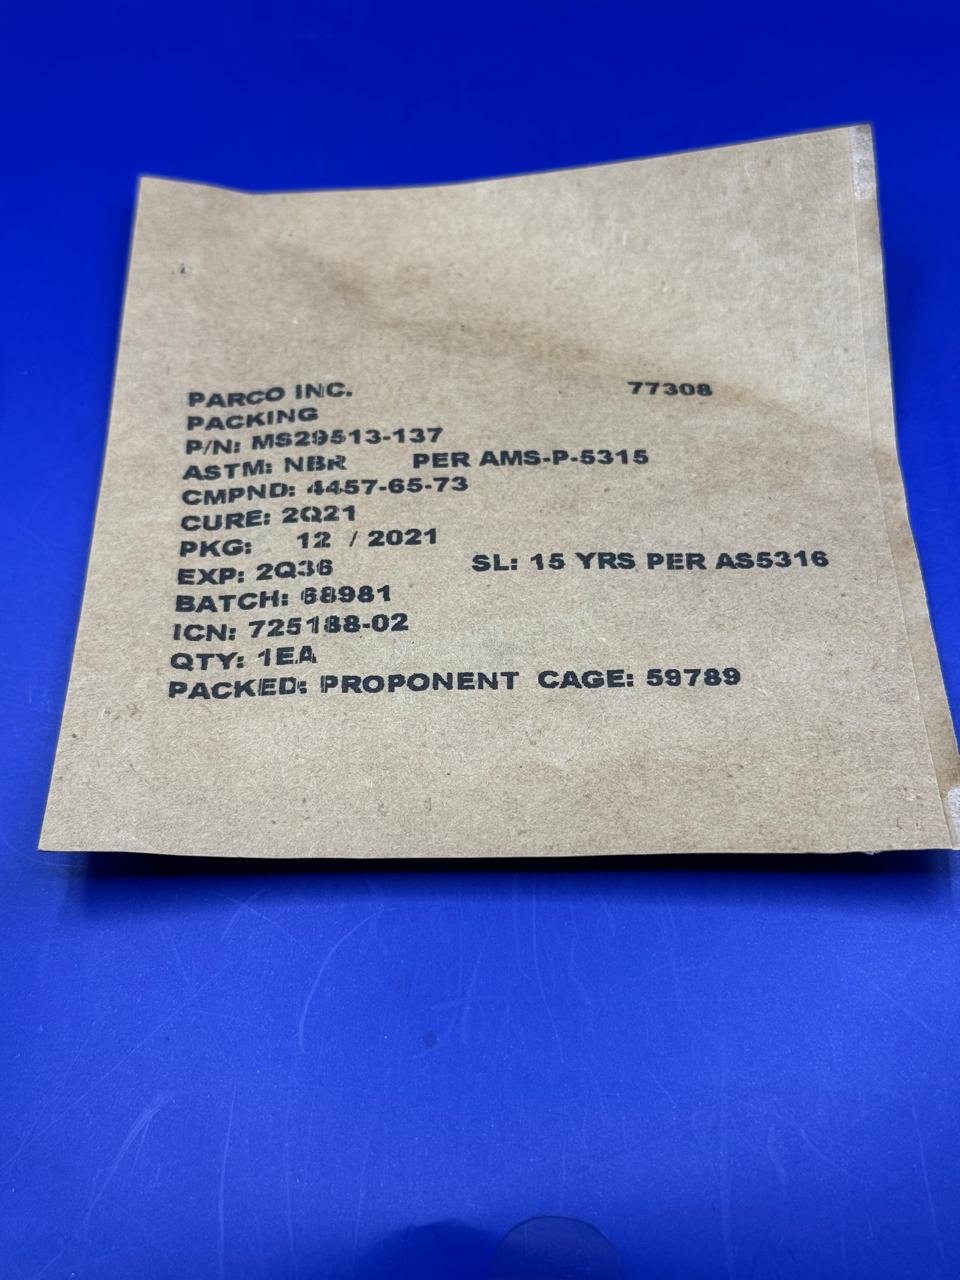 PARCO INC. 77308
PACKING
P/N: MS29513-137
ASTM: NBR PER AMS-P-5315
CMPND: 4457-65-73
CURE: 2Q21
PKG: 12 / 2021
EXP: 2Q36 SL: 15 YRS PER AS5316
BATCH: 68981
ICN: 725188-02
QTY: 1EA
PACKED: PROPONENT CAGE: 59789